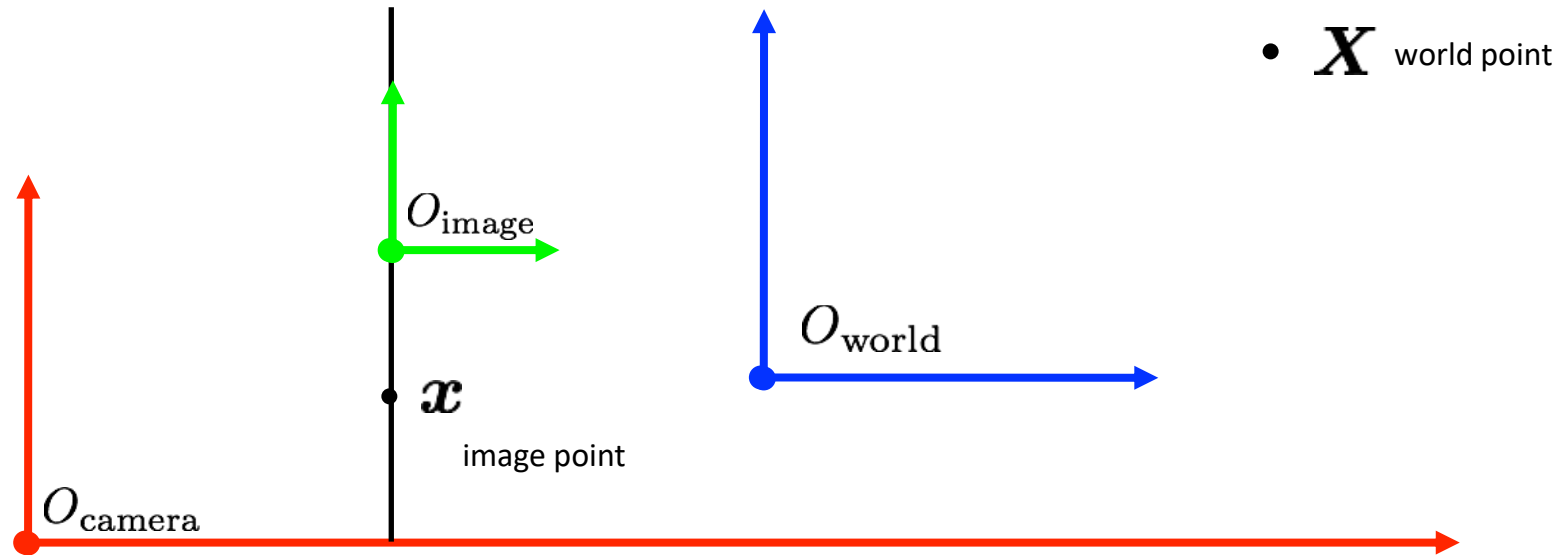 X world point
O_image
O_world
x
image point
O_camera